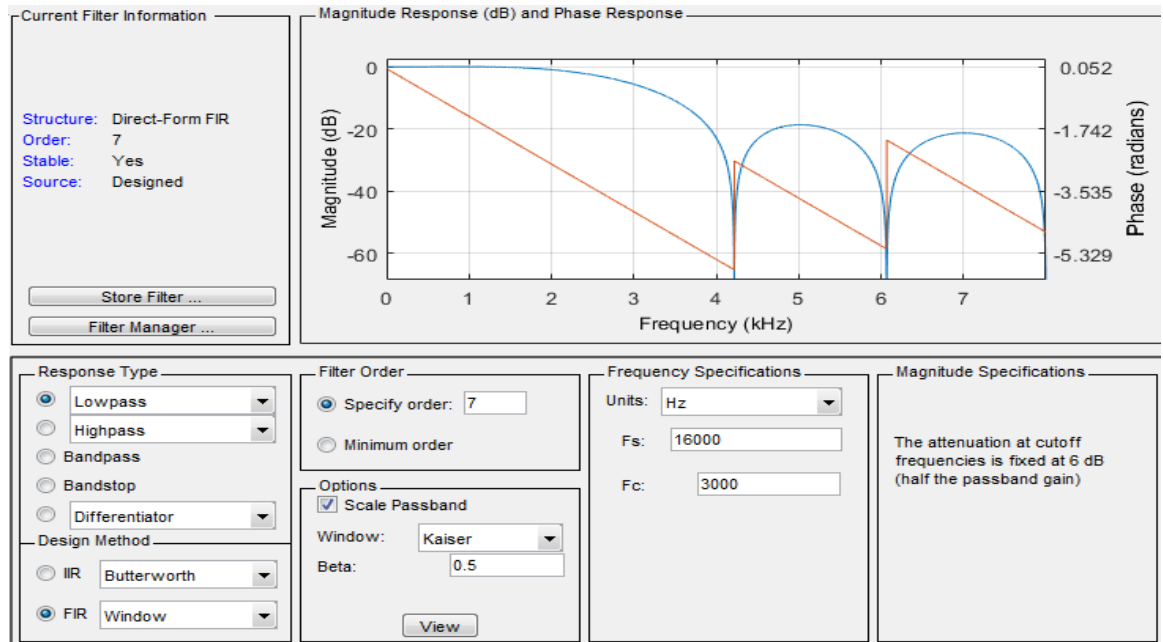 Current Filter Information
Structure: Direct-Form FIR
Order: 7
Stable: Yes
Source: Designed
Store Filter ...
Filter Manager ...
Magnitude Response (dB) and Phase Response
Magnitude (dB)
0
-20
-40
-60
0 1 2 3 4 5 6 7
Frequency (kHz)
0.052
-1.742
-3.535
-5.329
Phase (radians)
Response Type
Lowpass
Highpass
Bandpass
Bandstop
Differentiator
Design Method
IIR Butterworth
FIR Window
Filter Order
Specify order: 7
Minimum order
Options
Scale Passband
Window: Kaiser
Beta: 0.5
View
Frequency Specifications
Units: Hz
Fs: 16000
Fc: 3000
Magnitude Specifications
The attenuation at cutoff
frequencies is fixed at 6 dB
(half the passband gain)